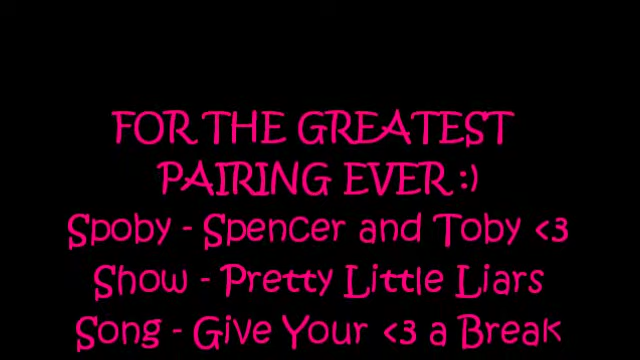 FOR THE GREATEST
PAIRING EVER :)
Spoby - Spencer and Toby <3
Show - Pretty Little Liars
Song - Give Your <3 a Break